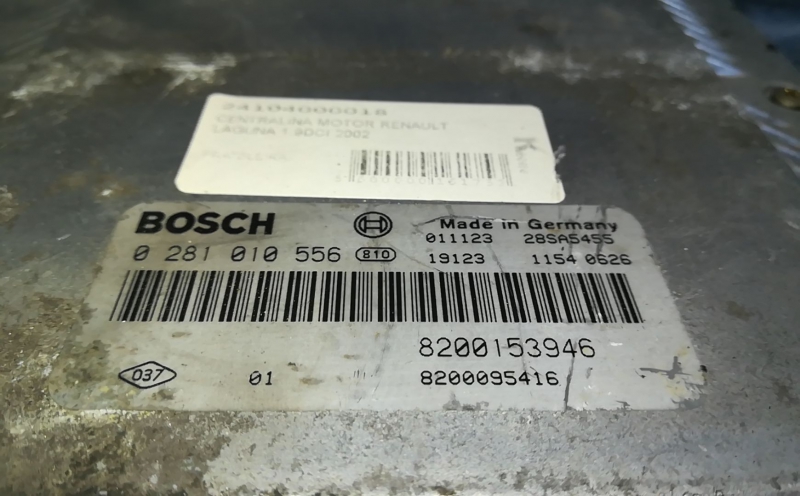 241040000018
CENTRALINA MOTOR RENAULT
LAGUNA 1.9DCI 2002
BOSCH
Made in Germany
0 281 010 556 810
011123 28SA5455
19123 1154 0626
8200153946
037 01 8200095416